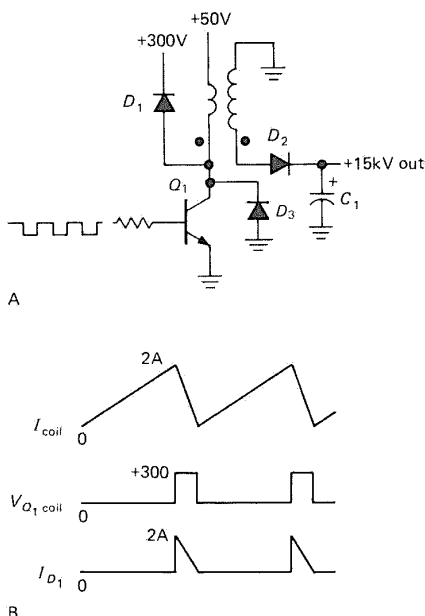 +50V
+300V
D1
D2
+15kV out
Q1
+
C1
D3
A
2A
Icoil
0
+300
VQ1 coil
0
2A
ID1
0
B